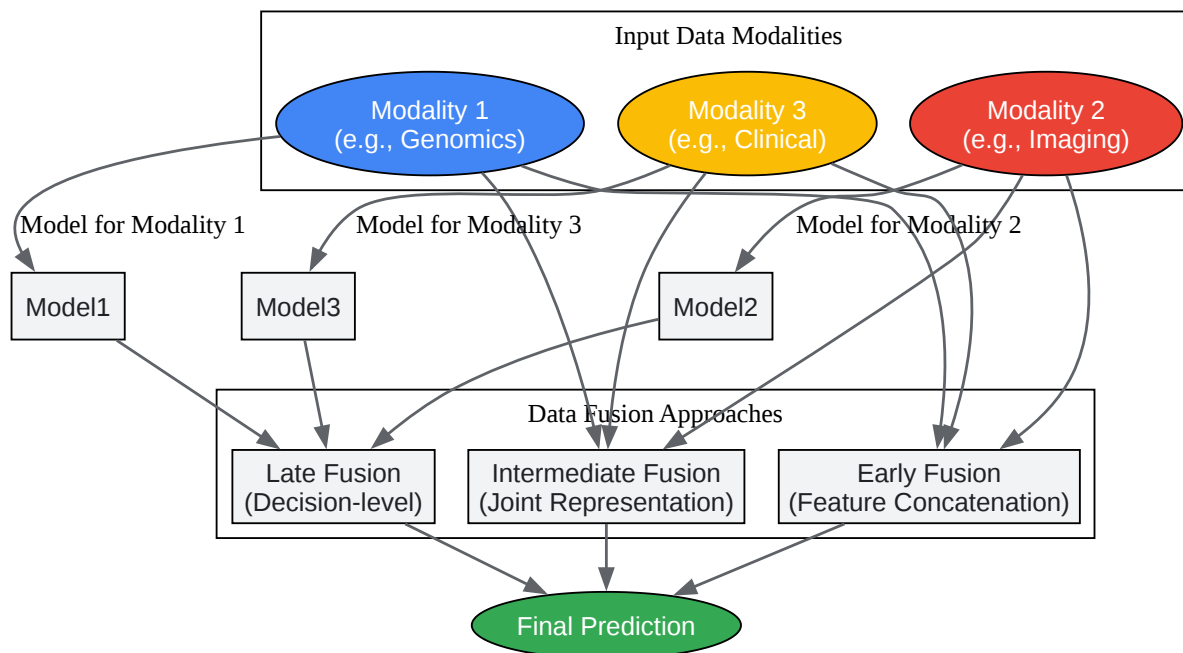 Input Data Modalities
Modality 1
(e.g., Genomics)
Modality 3
(e.g., Clinical)
Modality 2
(e.g., Imaging)
Model for Modality 1
Model for Modality 3
Model for Modality 2
Model1
Model3
Model2
Data Fusion Approaches
Late Fusion
(Decision-level)
Intermediate Fusion
(Joint Representation)
Early Fusion
(Feature Concatenation)
Final Prediction